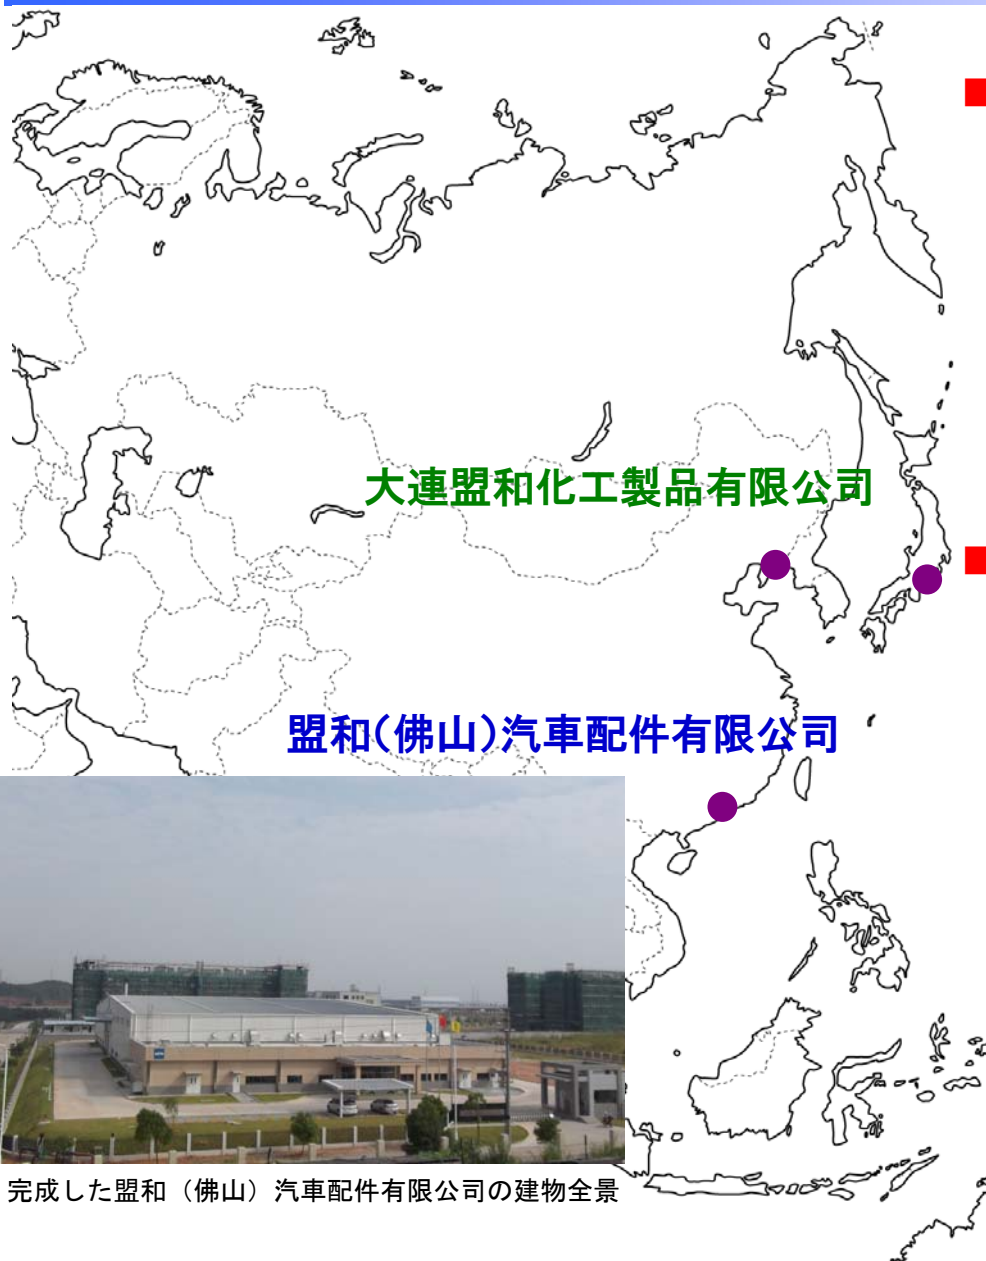 大連盟和化工製品有限公司
盟和(佛山)汽車配件有限公司
完成した盟和（佛山）汽車配件有限公司の建物全景